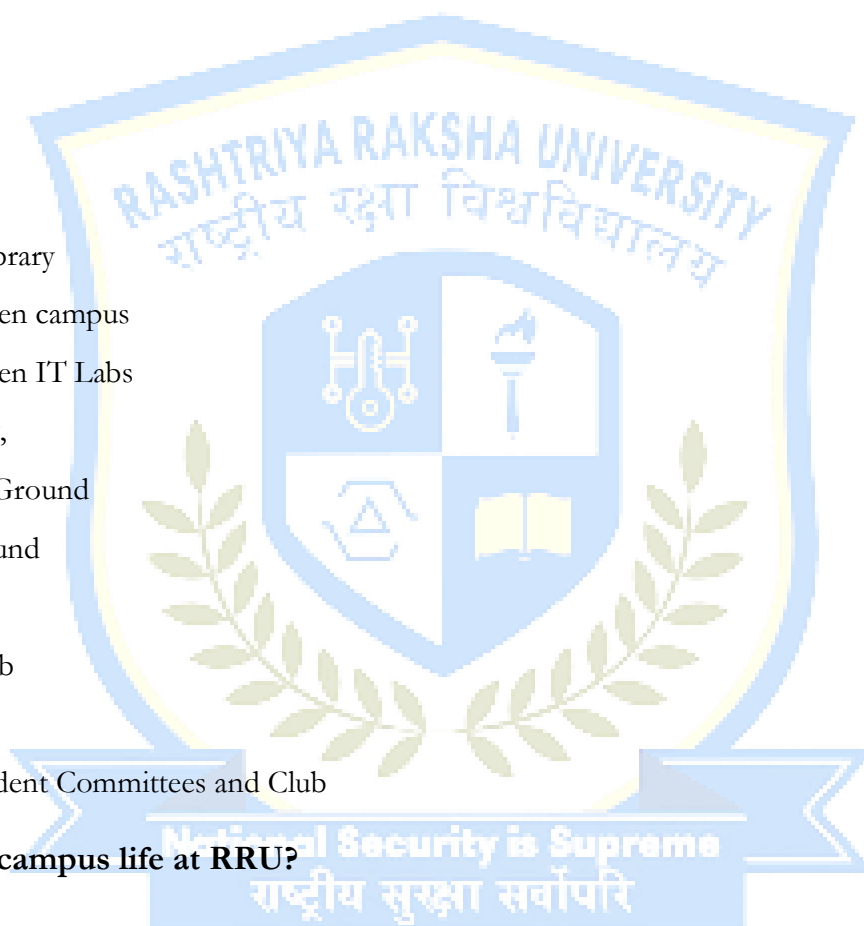 RASHTRIYA RAKSHA UNIVERSITY
राष्ट्रीय रक्षा विश्वविद्यालय
brary
en campus
en IT Labs
,
Ground
und
b
dent Committees and Club
National Security is Supreme
campus life at RRU?
राष्ट्रीय सुरक्षा सर्वोपरि